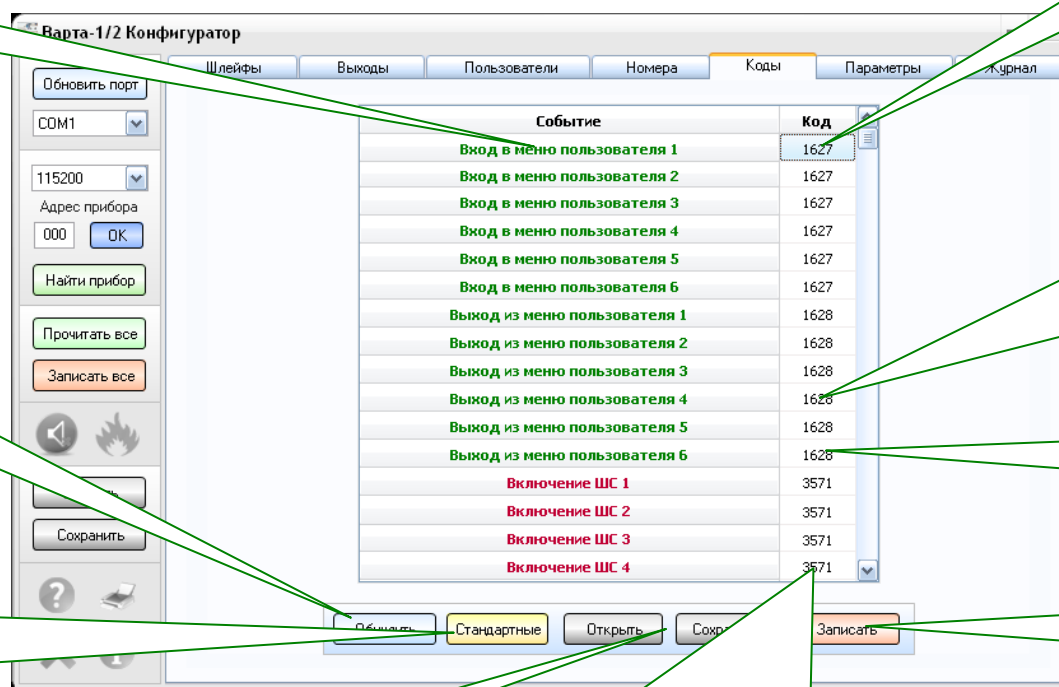 Варта-1/2 Конфигуратор
Шлейфы Выходы Пользователи Номера Коды Параметры Журнал
Обновить порт
COM1
115200
Адрес прибора
000 OK
Найти прибор
Прочитать все
Записать все
Сохранить
Событие Код
Вход в меню пользователя 1 1627
Вход в меню пользователя 2 1627
Вход в меню пользователя 3 1627
Вход в меню пользователя 4 1627
Вход в меню пользователя 5 1627
Вход в меню пользователя 6 1627
Выход из меню пользователя 1 1628
Выход из меню пользователя 2 1628
Выход из меню пользователя 3 1628
Выход из меню пользователя 4 1628
Выход из меню пользователя 5 1628
Выход из меню пользователя 6 1628
Включение ШС 1 3571
Включение ШС 2 3571
Включение ШС 3 3571
Включение ШС 4 3571
Стандартные Открыть Записать